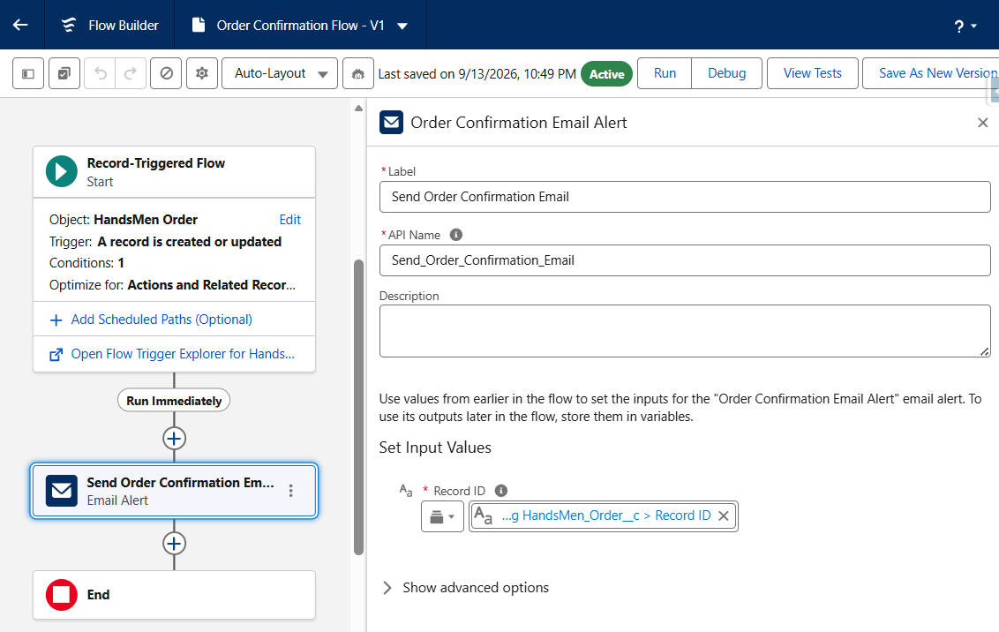 Flow Builder
Order Confirmation Flow - V1
?
Auto-Layout
Last saved on 9/13/2026, 10:49 PM
Active
Run
Debug
View Tests
Save As New Version
Record-Triggered Flow
Start
Object: HandsMen Order
Edit
Trigger: A record is created or updated
Conditions: 1
Optimize for: Actions and Related Recor...
Add Scheduled Paths (Optional)
Open Flow Trigger Explorer for Hands...
Run Immediately
Send Order Confirmation Em...
Email Alert
End
Order Confirmation Email Alert
* Label
Send Order Confirmation Email
* API Name
Send_Order_Confirmation_Email
Description
Use values from earlier in the flow to set the inputs for the "Order Confirmation Email Alert" email alert. To
use its outputs later in the flow, store them in variables.
Set Input Values
Aa * Record ID
Aa ...g HandsMen_Order__c > Record ID
Show advanced options